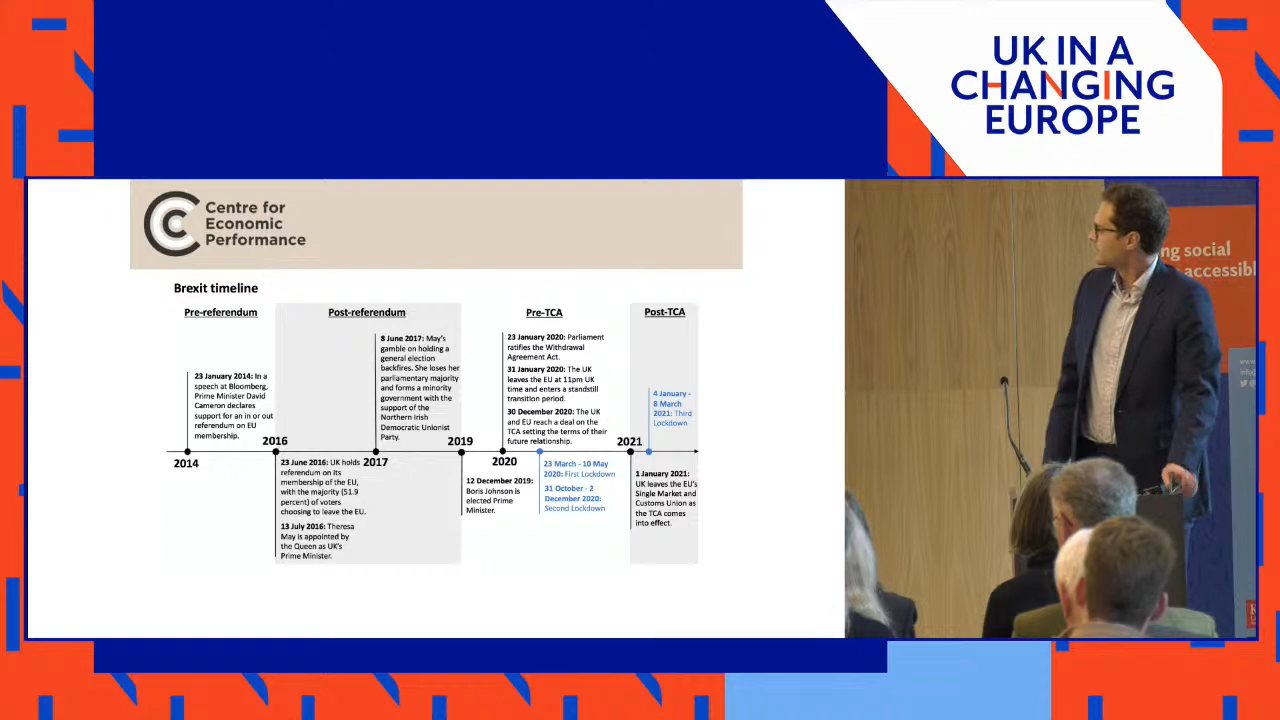 UK IN A
CHANGING
EUROPE
Centre for
Economic
Performance
Brexit timeline
Pre-referendum
Post-referendum
Pre-TCA
Post-TCA
23 January 2014: In a
speech at Bloomberg,
Prime Minister David
Cameron declares
support for an in or out
referendum on EU
membership.
8 June 2017: May's
gamble on holding a
general election
backfires. She loses her
parliamentary majority
and forms a minority
government with the
support of the
Northern Irish
Democratic Unionist
Party.
23 January 2020: Parliament
ratifies the Withdrawal
Agreement Act.
31 January 2020: The UK
leaves the EU at 11pm UK
time and enters a standstill
transition period.
30 December 2020: The UK
and EU reach a deal on the
TCA setting the terms of their
future relationship.
4 January -
8 March
2021: Third
Lockdown
2014
2016
2017
2019
2020
2021
23 June 2016: UK holds
referendum on its
membership of the EU,
with the majority (51.9
percent) of voters
choosing to leave the EU.
13 July 2016: Theresa
May is appointed by
the Queen as UK's
Prime Minister.
12 December 2019:
Boris Johnson is
elected Prime
Minister.
23 March - 10 May
2020: First Lockdown
31 October - 2
December 2020:
Second Lockdown
1 January 2021:
UK leaves the EU's
Single Market and
Customs Union as
the TCA comes
into effect.
social
accessibl